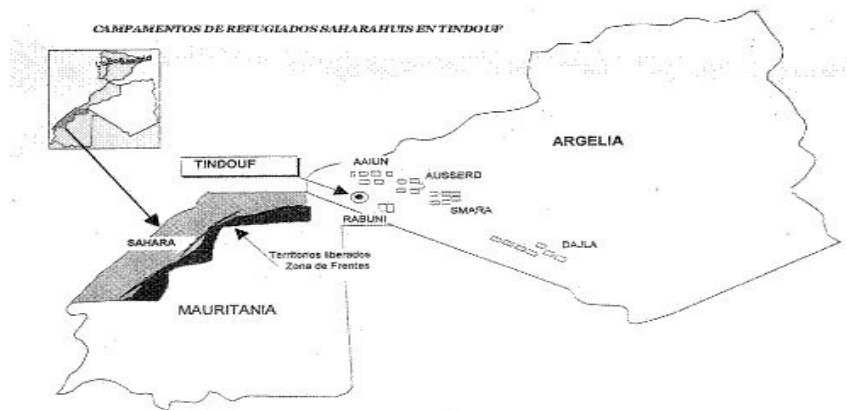 CAMPAMENTOS DE REFUGIADOS SAHARAHUIS EN TINDOUF
ARGELIA
TINDOUF
AAIUN
AUSSERD
SMARA
RABUNI
DAJLA
SAHARA
Territorios liberados
Zona de Frentes
MAURITANIA